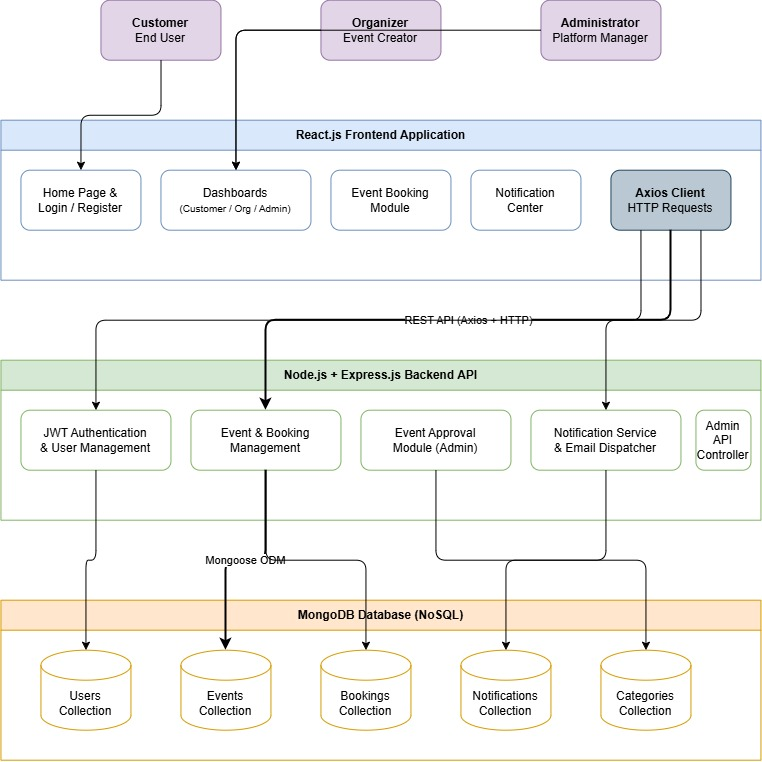 Customer
End User
Organizer
Event Creator
Administrator
Platform Manager
React.js Frontend Application
Home Page &
Login / Register
Dashboards
(Customer / Org / Admin)
Event Booking
Module
Notification
Center
Axios Client
HTTP Requests
REST API (Axios + HTTP)
Node.js + Express.js Backend API
JWT Authentication
& User Management
Event & Booking
Management
Event Approval
Module (Admin)
Notification Service
& Email Dispatcher
Admin
API
Controller
Mongoose ODM
MongoDB Database (NoSQL)
Users
Collection
Events
Collection
Bookings
Collection
Notifications
Collection
Categories
Collection